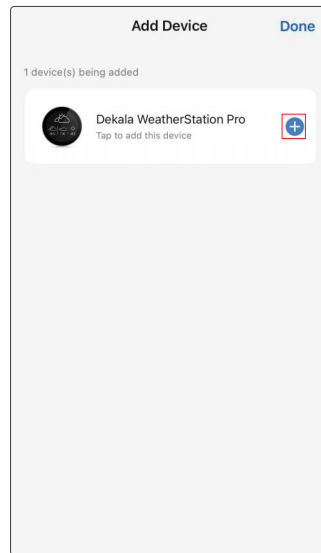 Add Device
Done
1 device(s) being added
Dekala WeatherStation Pro
Tap to add this device